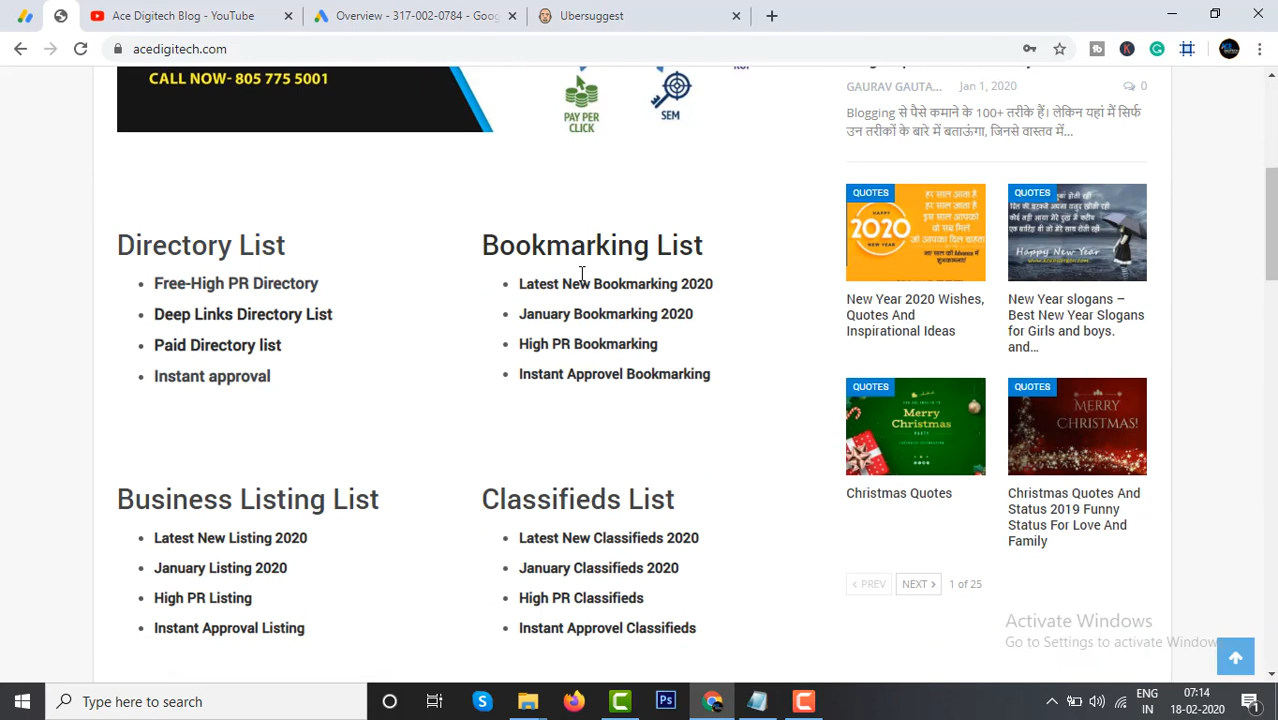 Ace Digitech Blog - YouTube
Overview - 317-002-0784 - Goog
Ubersuggest
acedigitech.com
CALL NOW- 805 775 5001
PAY PER
CLICK
SEM
GAURAV GAUTA... Jan 1, 2020 0
Blogging से पैसे कमाने के 100+ तरीके हैं। लेकिन यहां मैं सिर्फ
उन तरीकों के बारे में बताऊंगा, जिनसे वास्तव में...
Directory List
Free-High PR Directory
Deep Links Directory List
Paid Directory list
Instant approval
Bookmarking List
Latest New Bookmarking 2020
January Bookmarking 2020
High PR Bookmarking
Instant Approvel Bookmarking
Business Listing List
Latest New Listing 2020
January Listing 2020
High PR Listing
Instant Approval Listing
Classifieds List
Latest New Classifieds 2020
January Classifieds 2020
High PR Classifieds
Instant Approvel Classifieds
QUOTES
HAPPY
2020
NEW YEAR
New Year 2020 Wishes,
Quotes And
Inspirational Ideas
QUOTES
Happy New Year
New Year slogans –
Best New Year Slogans
for Girls and boys.
and...
QUOTES
Merry
Christmas
Christmas Quotes
QUOTES
MERRY
CHRISTMAS!
Christmas Quotes And
Status 2019 Funny
Status For Love And
Family
PREV NEXT 1 of 25
Activate Windows
Go to Settings to activate Window
Type here to search
ENG
IN
07:14
18-02-2020
1